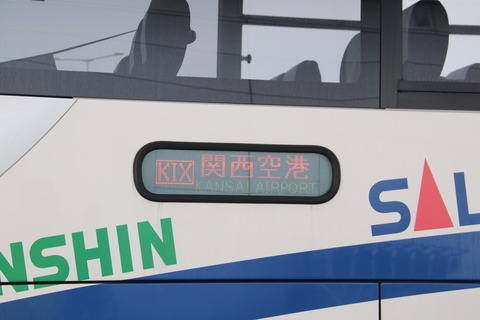 KIX 関西空港
KANSAI AIRPORT
NSHIN
SAL